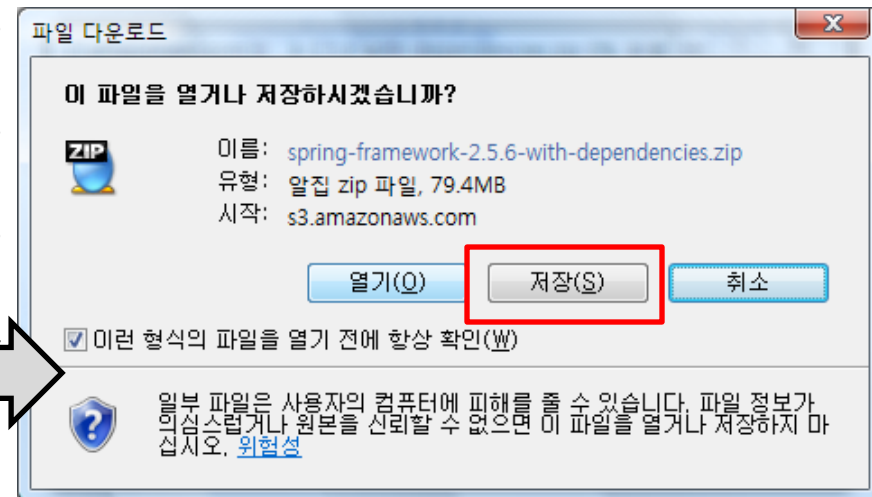 파일 다운로드
이 파일을 열거나 저장하시겠습니까?
ZIP
이름: spring-framework-2.5.6-with-dependencies.zip
유형: 알집 zip 파일, 79.4MB
시작: s3.amazonaws.com
열기(O) 저장(S) 취소
이런 형식의 파일을 열기 전에 항상 확인(W)
일부 파일은 사용자의 컴퓨터에 피해를 줄 수 있습니다. 파일 정보가
의심스럽거나 원본을 신뢰할 수 없으면 이 파일을 열거나 저장하지 마
십시오. 위험성